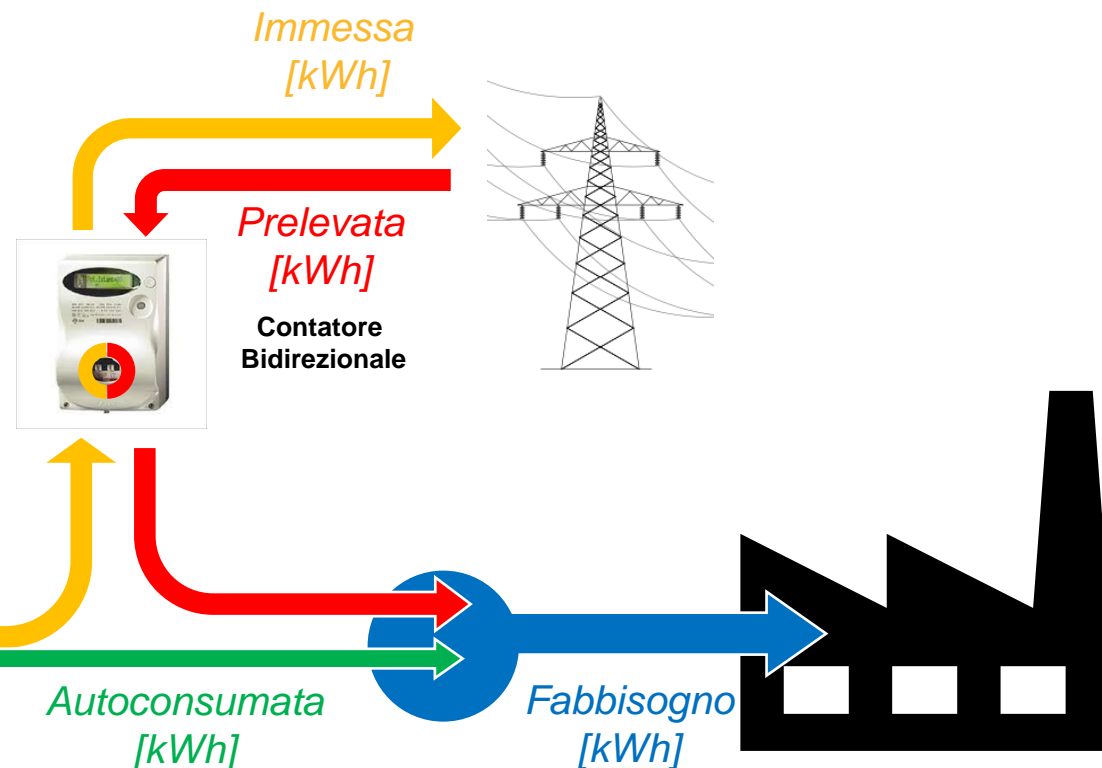 Immessa
[kWh]
Prelevata
[kWh]
Contatore
Bidirezionale
Autoconsumata
[kWh]
Fabbisogno
[kWh]